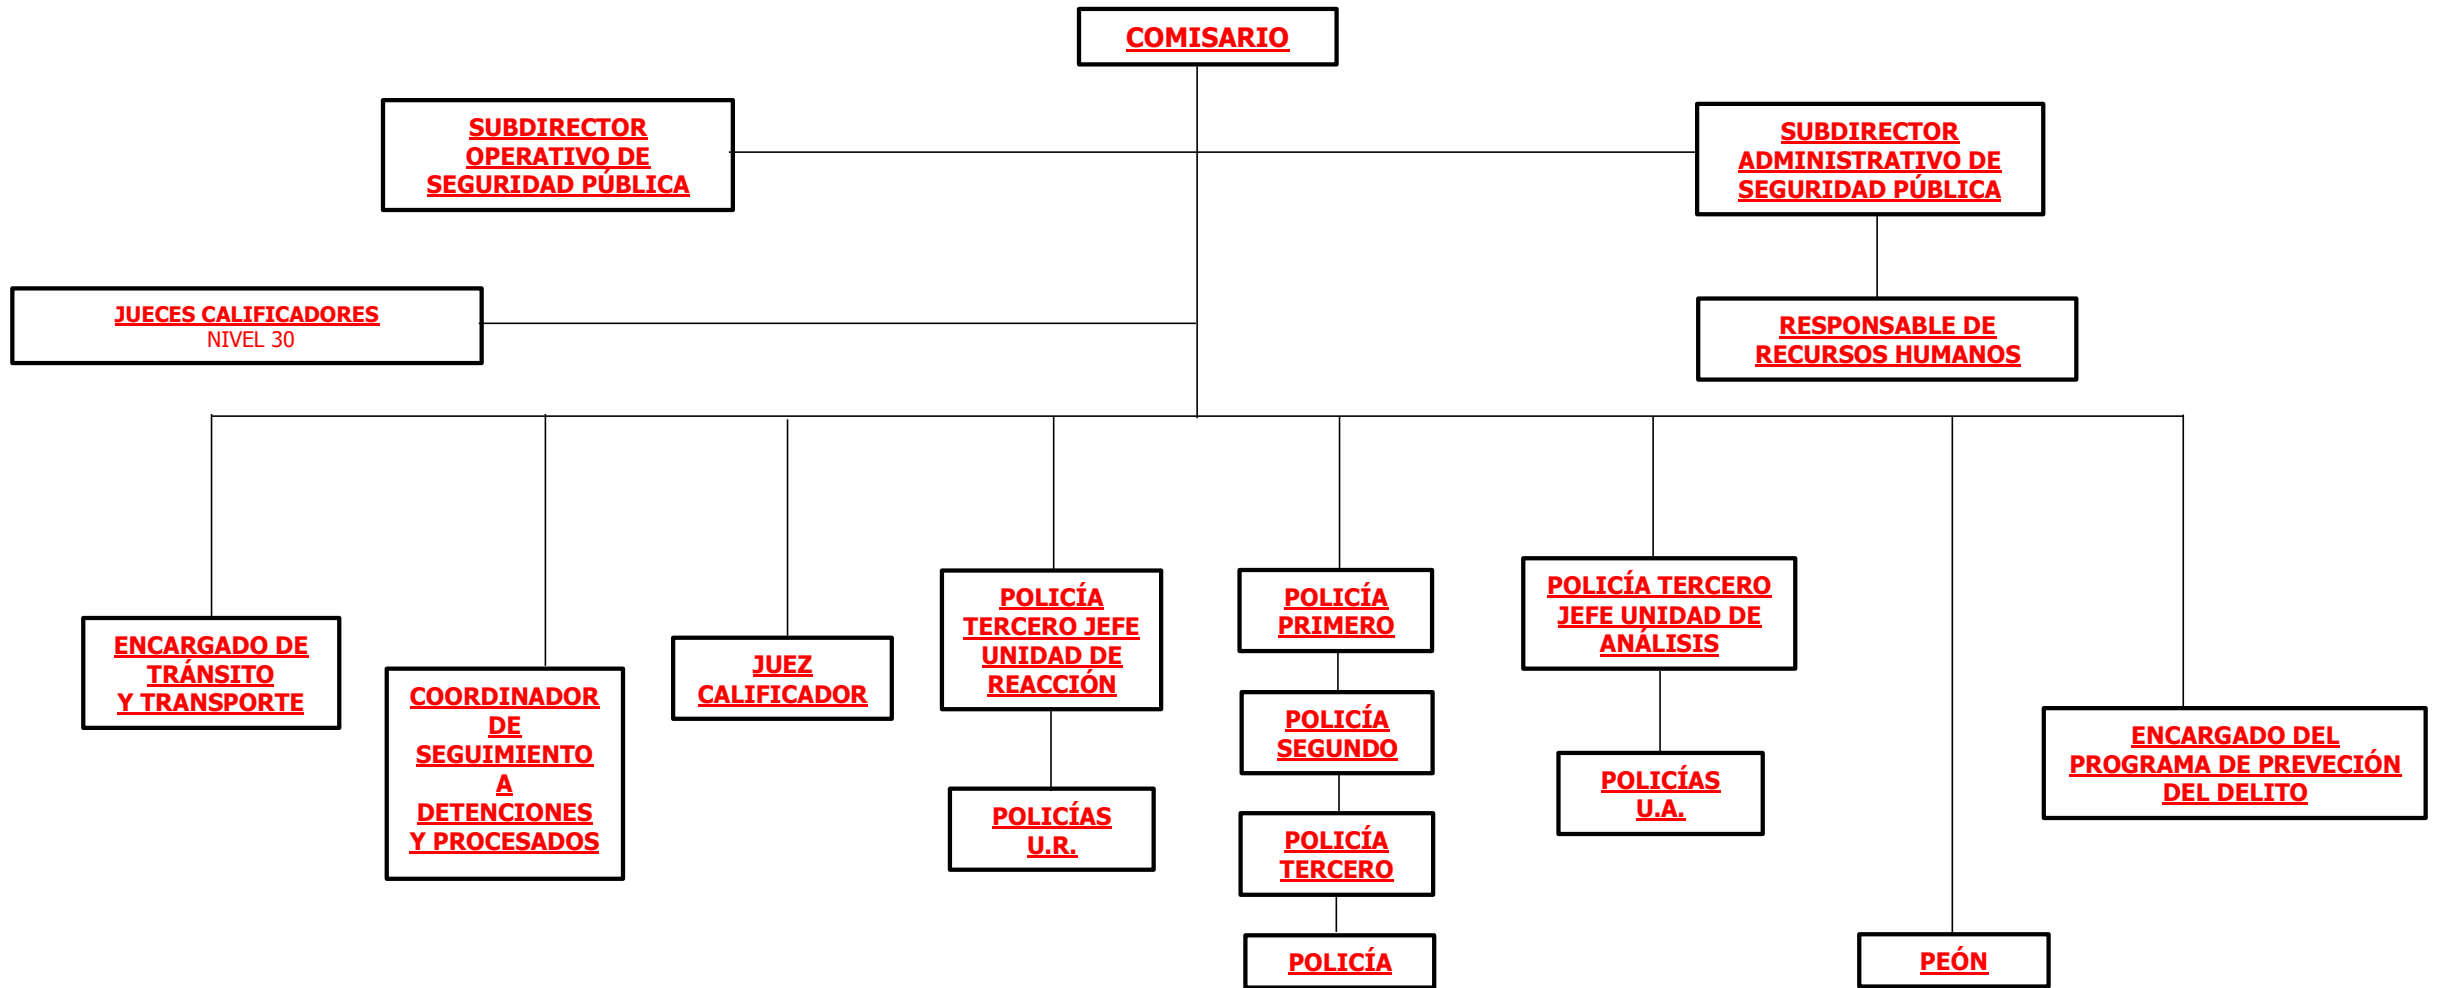 COMISARIO
SUBDIRECTOR
OPERATIVO DE
SEGURIDAD PÚBLICA
SUBDIRECTOR
ADMINISTRATIVO DE
SEGURIDAD PÚBLICA
JUECES CALIFICADORES
NIVEL 30
RESPONSABLE DE
RECURSOS HUMANOS
ENCARGADO DE
TRÁNSITO
Y TRANSPORTE
COORDINADOR
DE
SEGUIMIENTO
A
DETENCIONES
Y PROCESADOS
JUEZ
CALIFICADOR
POLICÍA
TERCERO JEFE
UNIDAD DE
REACCIÓN
POLICÍAS
U.R.
POLICÍA
PRIMERO
POLICÍA
SEGUNDO
POLICÍA
TERCERO
POLICÍA
POLICÍA TERCERO
JEFE UNIDAD DE
ANÁLISIS
POLICÍAS
U.A.
PEÓN
ENCARGADO DEL
PROGRAMA DE PREVECIÓN
DEL DELITO